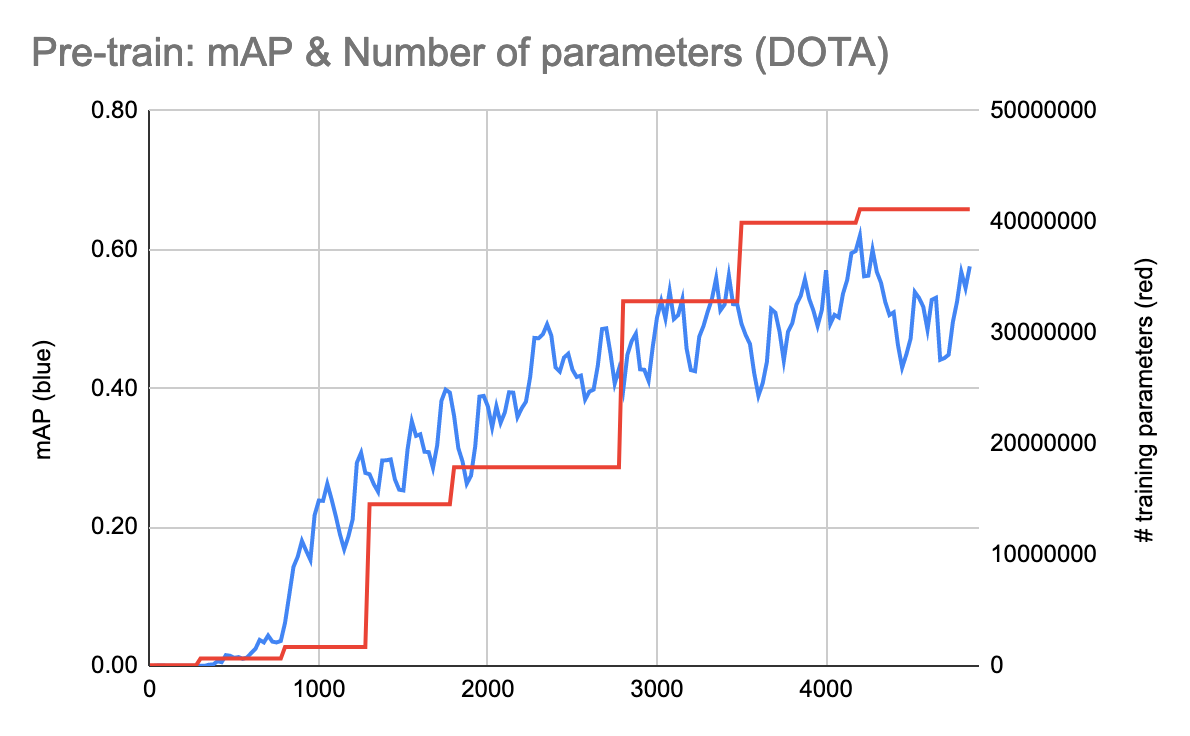 Pre-train: mAP & Number of parameters (DOTA)
0.80
0.60
0.40
0.20
0.00
mAP (blue)
50000000
40000000
30000000
20000000
10000000
0
# training parameters (red)
0 1000 2000 3000 4000